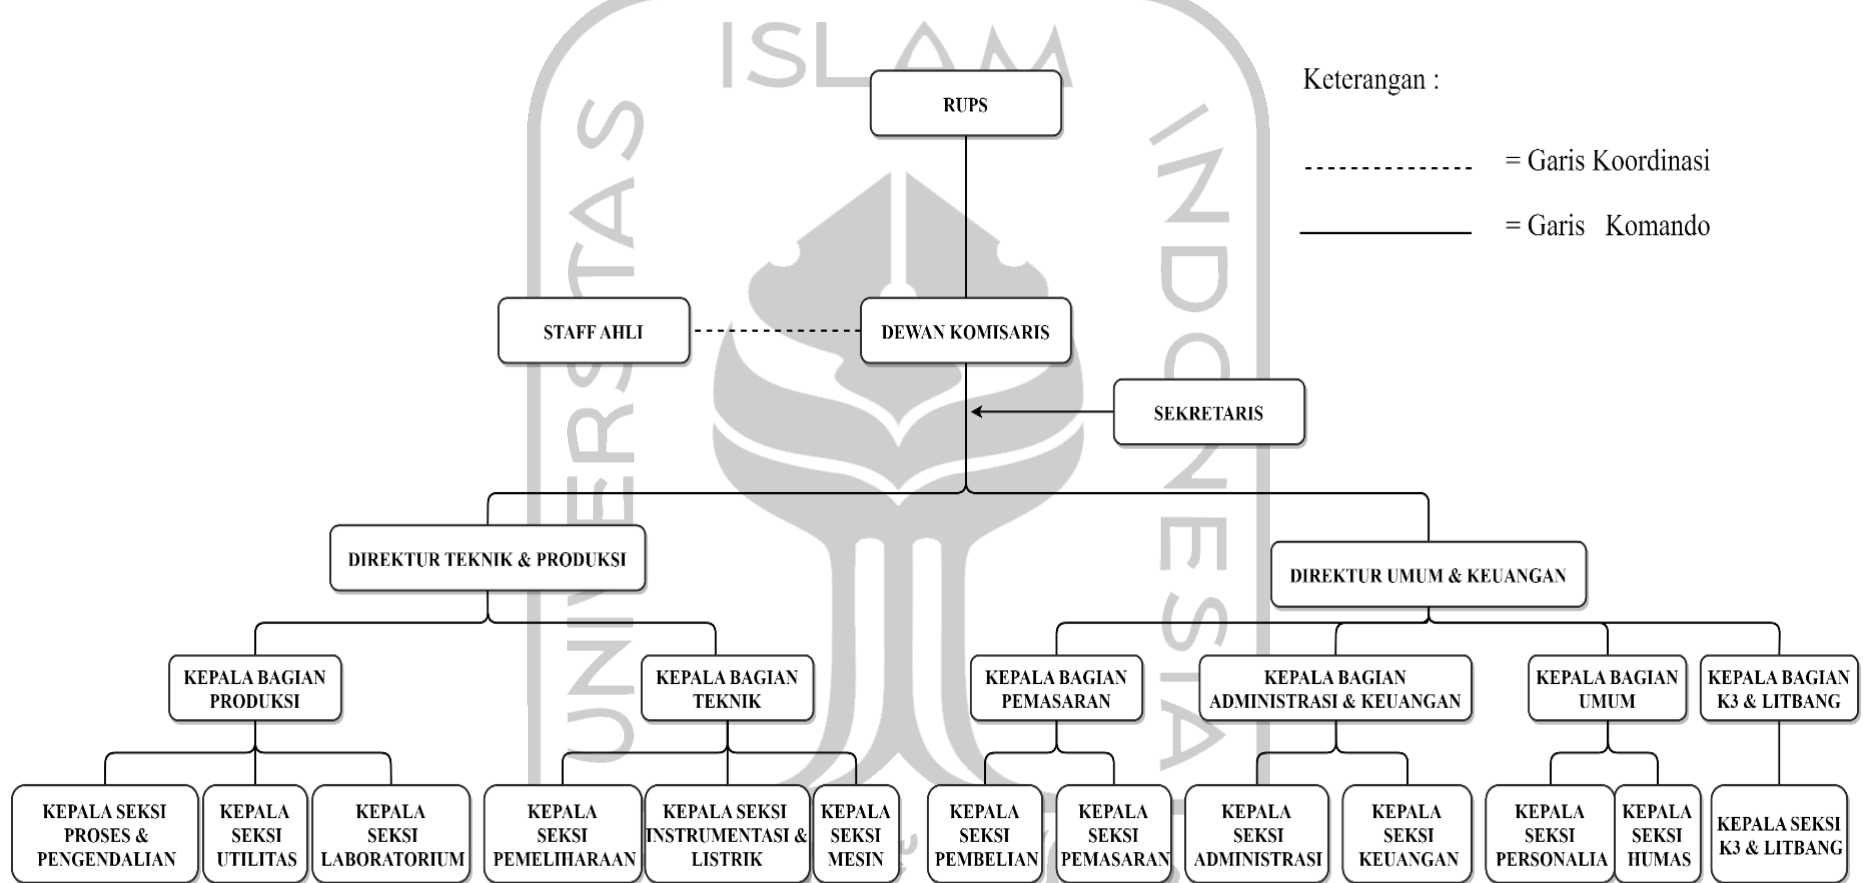 ISLAM
UNIVERSITAS
INDONESIA
RUPS
Keterangan :
= Garis Koordinasi
= Garis Komando
STAFF AHLI
DEWAN KOMISARIS
SEKRETARIS
DIREKTUR TEKNIK & PRODUKSI
DIREKTUR UMUM & KEUANGAN
KEPALA BAGIAN
PRODUKSI
KEPALA BAGIAN
TEKNIK
KEPALA BAGIAN
PEMASARAN
KEPALA BAGIAN
ADMINISTRASI & KEUANGAN
KEPALA BAGIAN
UMUM
KEPALA BAGIAN
K3 & LITBANG
KEPALA SEKSI
PROSES &
PENGENDALIAN
KEPALA
SEKSI
UTILITAS
KEPALA
SEKSI
LABORATORIUM
KEPALA
SEKSI
PEMELIHARAAN
KEPALA SEKSI
INSTRUMENTASI &
LISTRIK
KEPALA
SEKSI
MESIN
KEPALA
SEKSI
PEMBELIAN
KEPALA
SEKSI
PEMASARAN
KEPALA
SEKSI
ADMINISTRASI
KEPALA
SEKSI
KEUANGAN
KEPALA
SEKSI
PERSONALIA
KEPALA
SEKSI
HUMAS
KEPALA SEKSI
K3 & LITBANG